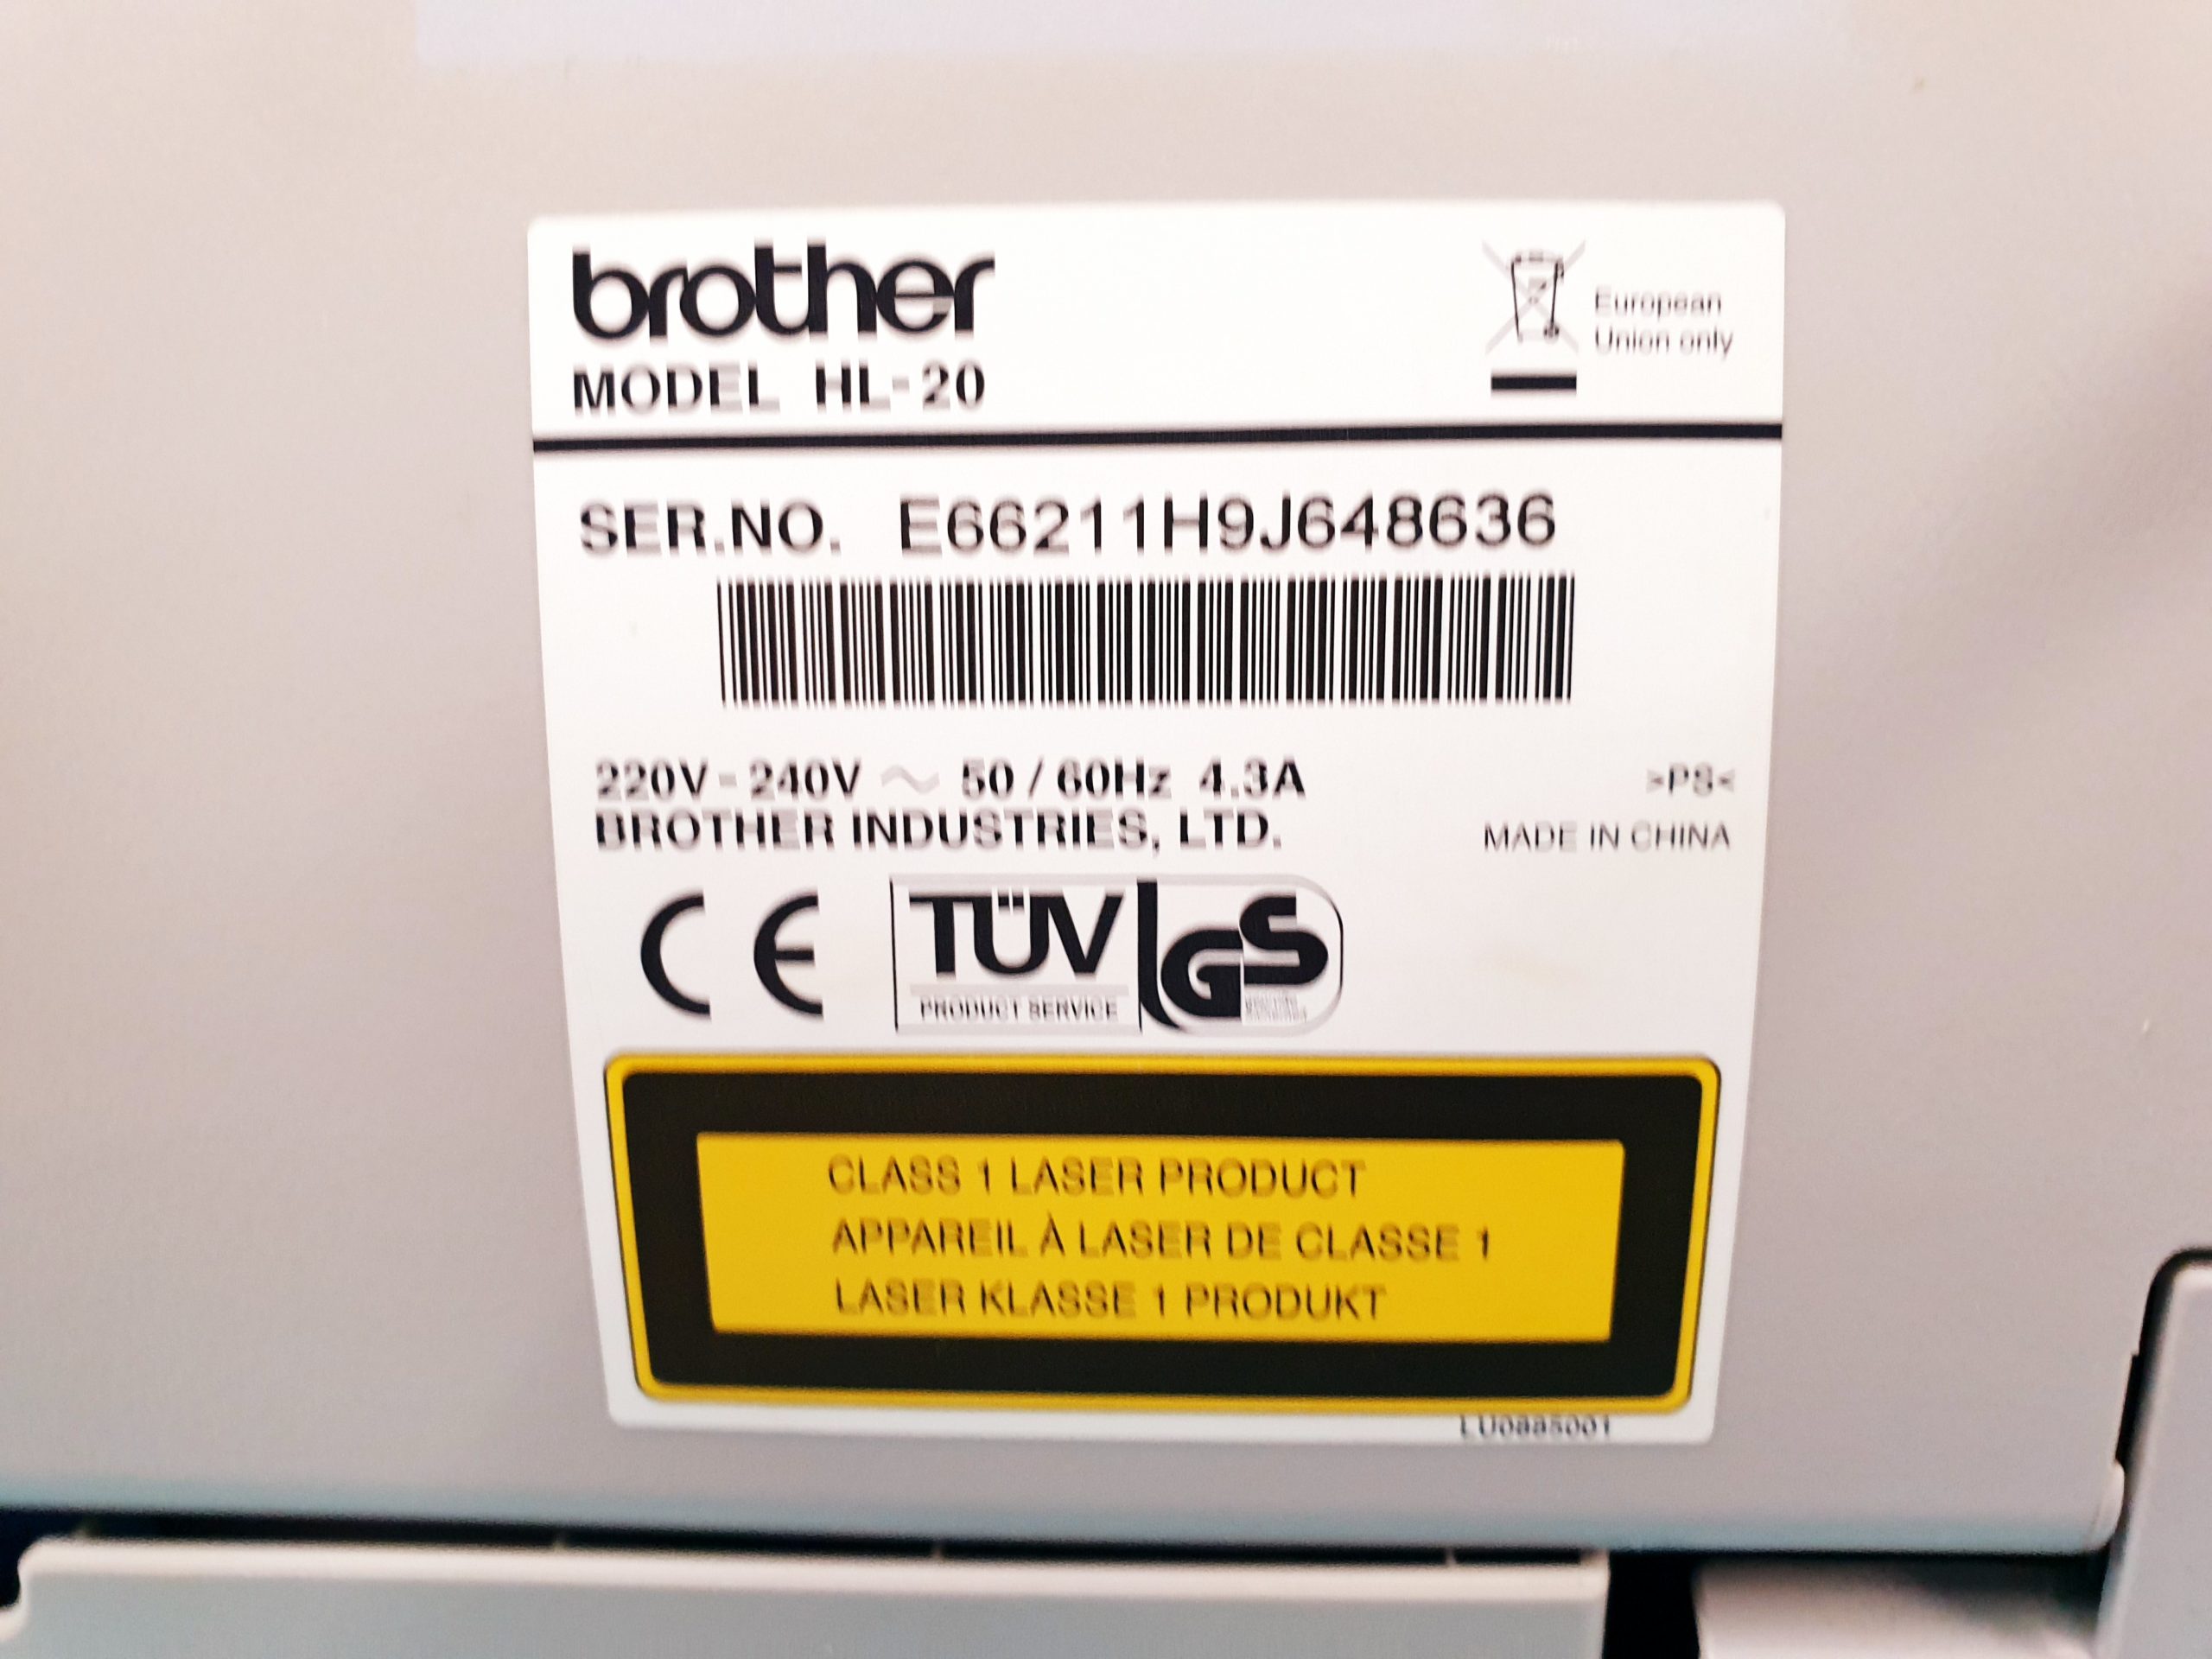 brother
MODEL HL-20
European
Union only
SER.NO. E66211H9J648636
220V-240V ~ 50/60Hz 4.3A
>PS<
BROTHER INDUSTRIES, LTD.
MADE IN CHINA
CE
TÜV
PRODUCT SERVICE
GS
CLASS 1 LASER PRODUCT
APPAREIL À LASER DE CLASSE 1
LASER KLASSE 1 PRODUKT
LU0885001